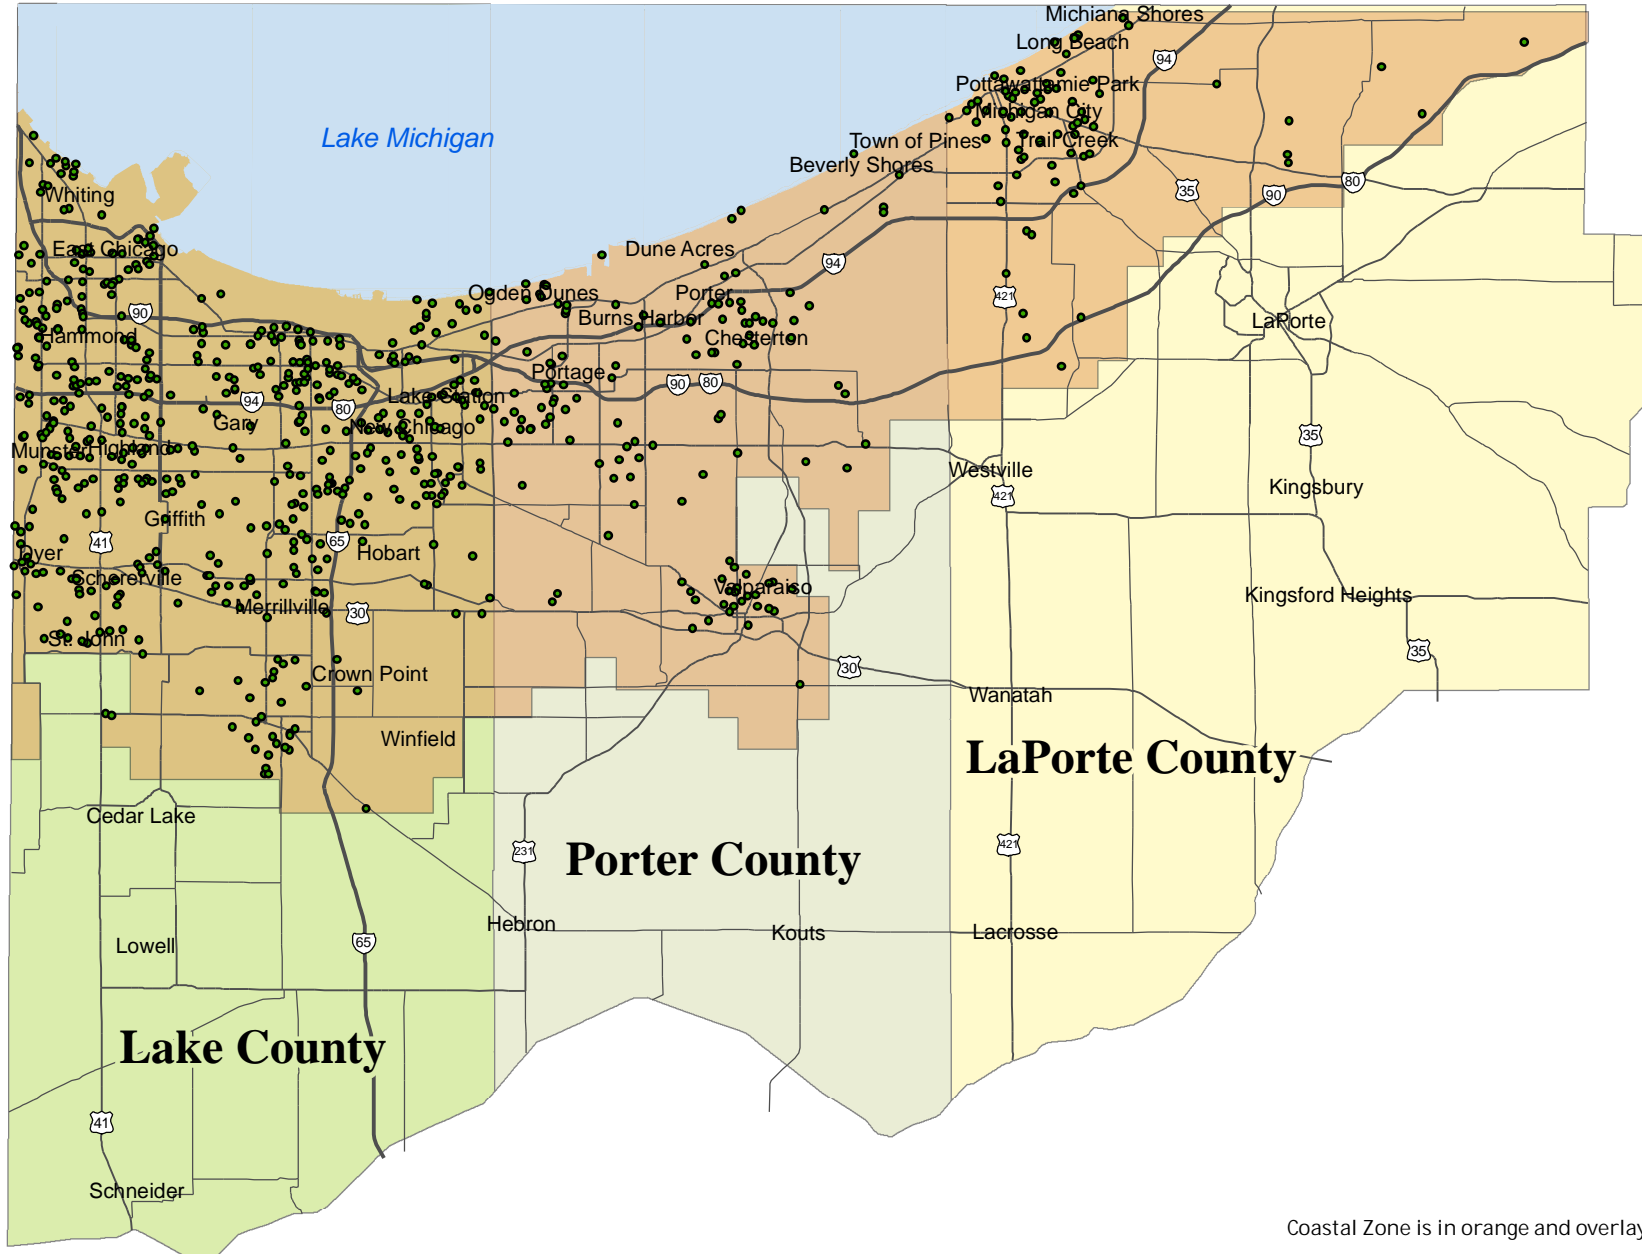 Michiana Shores
Long Beach
94
Pottawattamie Park
Michigan City
Lake Michigan
Town of Pines
Trail Creek
Beverly Shores
80
35
90
Whiting
East Chicago
Dune Acres
94
Ogden Dunes
Porter
421
90
Burns Harbor
LaPorte
Hammond
Chesterton
Portage
90
80
Lake Station
94
80
Gary
New Chicago
35
Munster
Highland
Westville
Kingsbury
421
Griffith
41
65
Dyer
Hobart
Schererville
Valparaiso
Kingsford Heights
Merrillville
30
St. John
35
30
Crown Point
Wanatah
Winfield
LaPorte County
Cedar Lake
421
231
Porter County
Hebron
Kouts
Lacrosse
Lowell
65
Lake County
41
Schneider
Coastal Zone is in orange and overlay